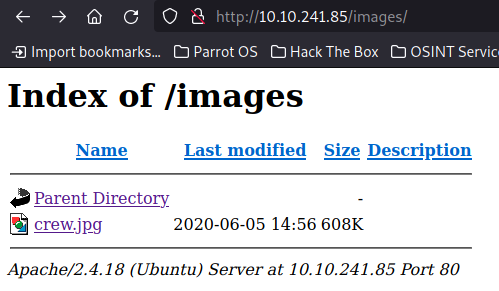 http://10.10.241.85/images/
Import bookmarks... Parrot OS Hack The Box OSINT Servic
Index of /images
Name Last modified Size Description
Parent Directory -
crew.jpg 2020-06-05 14:56 608K
Apache/2.4.18 (Ubuntu) Server at 10.10.241.85 Port 80